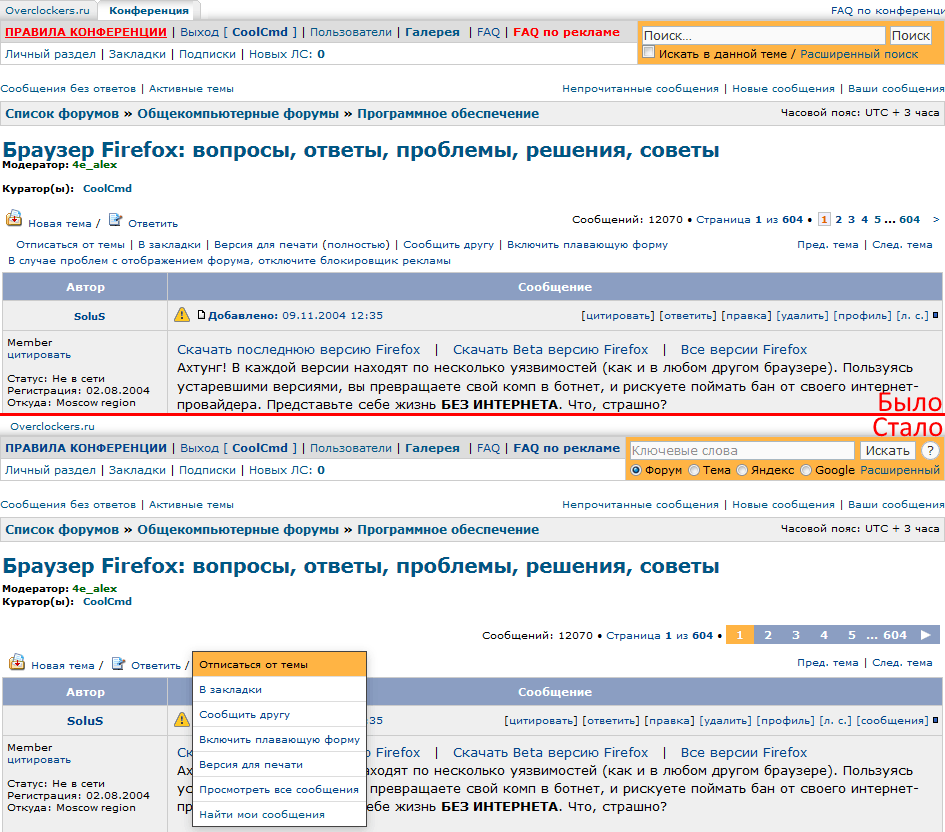 Overclockers.ru Конференция FAQ по конференци
ПРАВИЛА КОНФЕРЕНЦИИ | Выход [ CoolCmd ] | Пользователи | Галерея | FAQ | FAQ по рекламе Поиск... Поиск
Личный раздел | Закладки | Подписки | Новых ЛС: 0 Искать в данной теме / Расширенный поиск
Сообщения без ответов | Активные темы Непрочитанные сообщения | Новые сообщения | Ваши сообщения
Список форумов » Общекомпьютерные форумы » Программное обеспечение Часовой пояс: UTC + 3 часа
Браузер Firefox: вопросы, ответы, проблемы, решения, советы
Модератор: 4e_alex
Куратор(ы): CoolCmd
Новая тема / Ответить Сообщений: 12070 • Страница 1 из 604 • 1 2 3 4 5 ... 604 >
Отписаться от темы | В закладки | Версия для печати (полностью) | Сообщить другу | Включить плавающую форму Пред. тема | След. тема
В случае проблем с отображением форума, отключите блокировщик рекламы
Автор Сообщение
SoluS Добавлено: 09.11.2004 12:35 [цитировать] [ответить] [правка] [удалить] [профиль] [л. с.]
Member
цитировать
Статус: Не в сети
Регистрация: 02.08.2004
Откуда: Moscow region
Скачать последнюю версию Firefox | Скачать Beta версию Firefox | Все версии Firefox
Ахтунг! В каждой версии находят по несколько уязвимостей (как и в любом другом браузере). Пользуясь
устаревшими версиями, вы превращаете свой комп в ботнет, и рискуете поймать бан от своего интернет-
провайдера. Представьте себе жизнь БЕЗ ИНТЕРНЕТА. Что, страшно?
Было
Стало
Overclockers.ru
ПРАВИЛА КОНФЕРЕНЦИИ | Выход [ CoolCmd ] | Пользователи | Галерея | FAQ | FAQ по рекламе Ключевые слова Искать ?
Личный раздел | Закладки | Подписки | Новых ЛС: 0 Форум Тема Яндекс Google Расширенный
Сообщения без ответов | Активные темы Непрочитанные сообщения | Новые сообщения | Ваши сообщения
Список форумов » Общекомпьютерные форумы » Программное обеспечение Часовой пояс: UTC + 3 часа
Браузер Firefox: вопросы, ответы, проблемы, решения, советы
Модератор: 4e_alex
Куратор(ы): CoolCmd
Сообщений: 12070 • Страница 1 из 604 • 1 2 3 4 5 ... 604 ►
Новая тема / Ответить / Пред. тема | След. тема
Отписаться от темы
В закладки
Сообщить другу
Включить плавающую форму
Версия для печати
Просмотреть все сообщения
Найти мои сообщения
Автор Сообщение
SoluS :35 [цитировать] [ответить] [правка] [удалить] [профиль] [л. с.] [сообщения]
Member
цитировать
Статус: Не в сети
Регистрация: 02.08.2004
Откуда: Moscow region
Firefox | Скачать Beta версию Firefox | Все версии Firefox
находят по несколько уязвимостей (как и в любом другом браузере). Пользуясь
вы превращаете свой комп в ботнет, и рискуете поймать бан от своего интернет-
себе жизнь БЕЗ ИНТЕРНЕТА. Что, страшно?